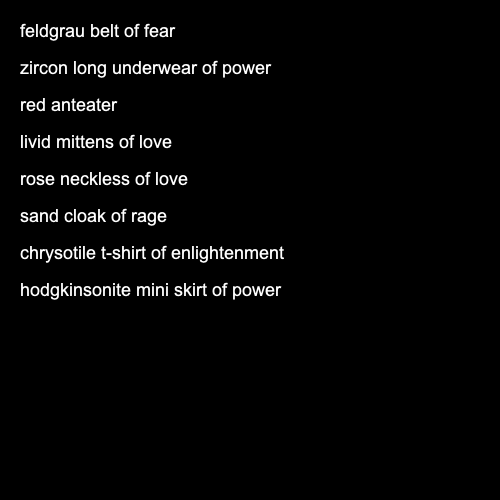 feldgrau belt of fear
zircon long underwear of power
red anteater
livid mittens of love
rose neckless of love
sand cloak of rage
chrysotile t-shirt of enlightenment
hodgkinsonite mini skirt of power